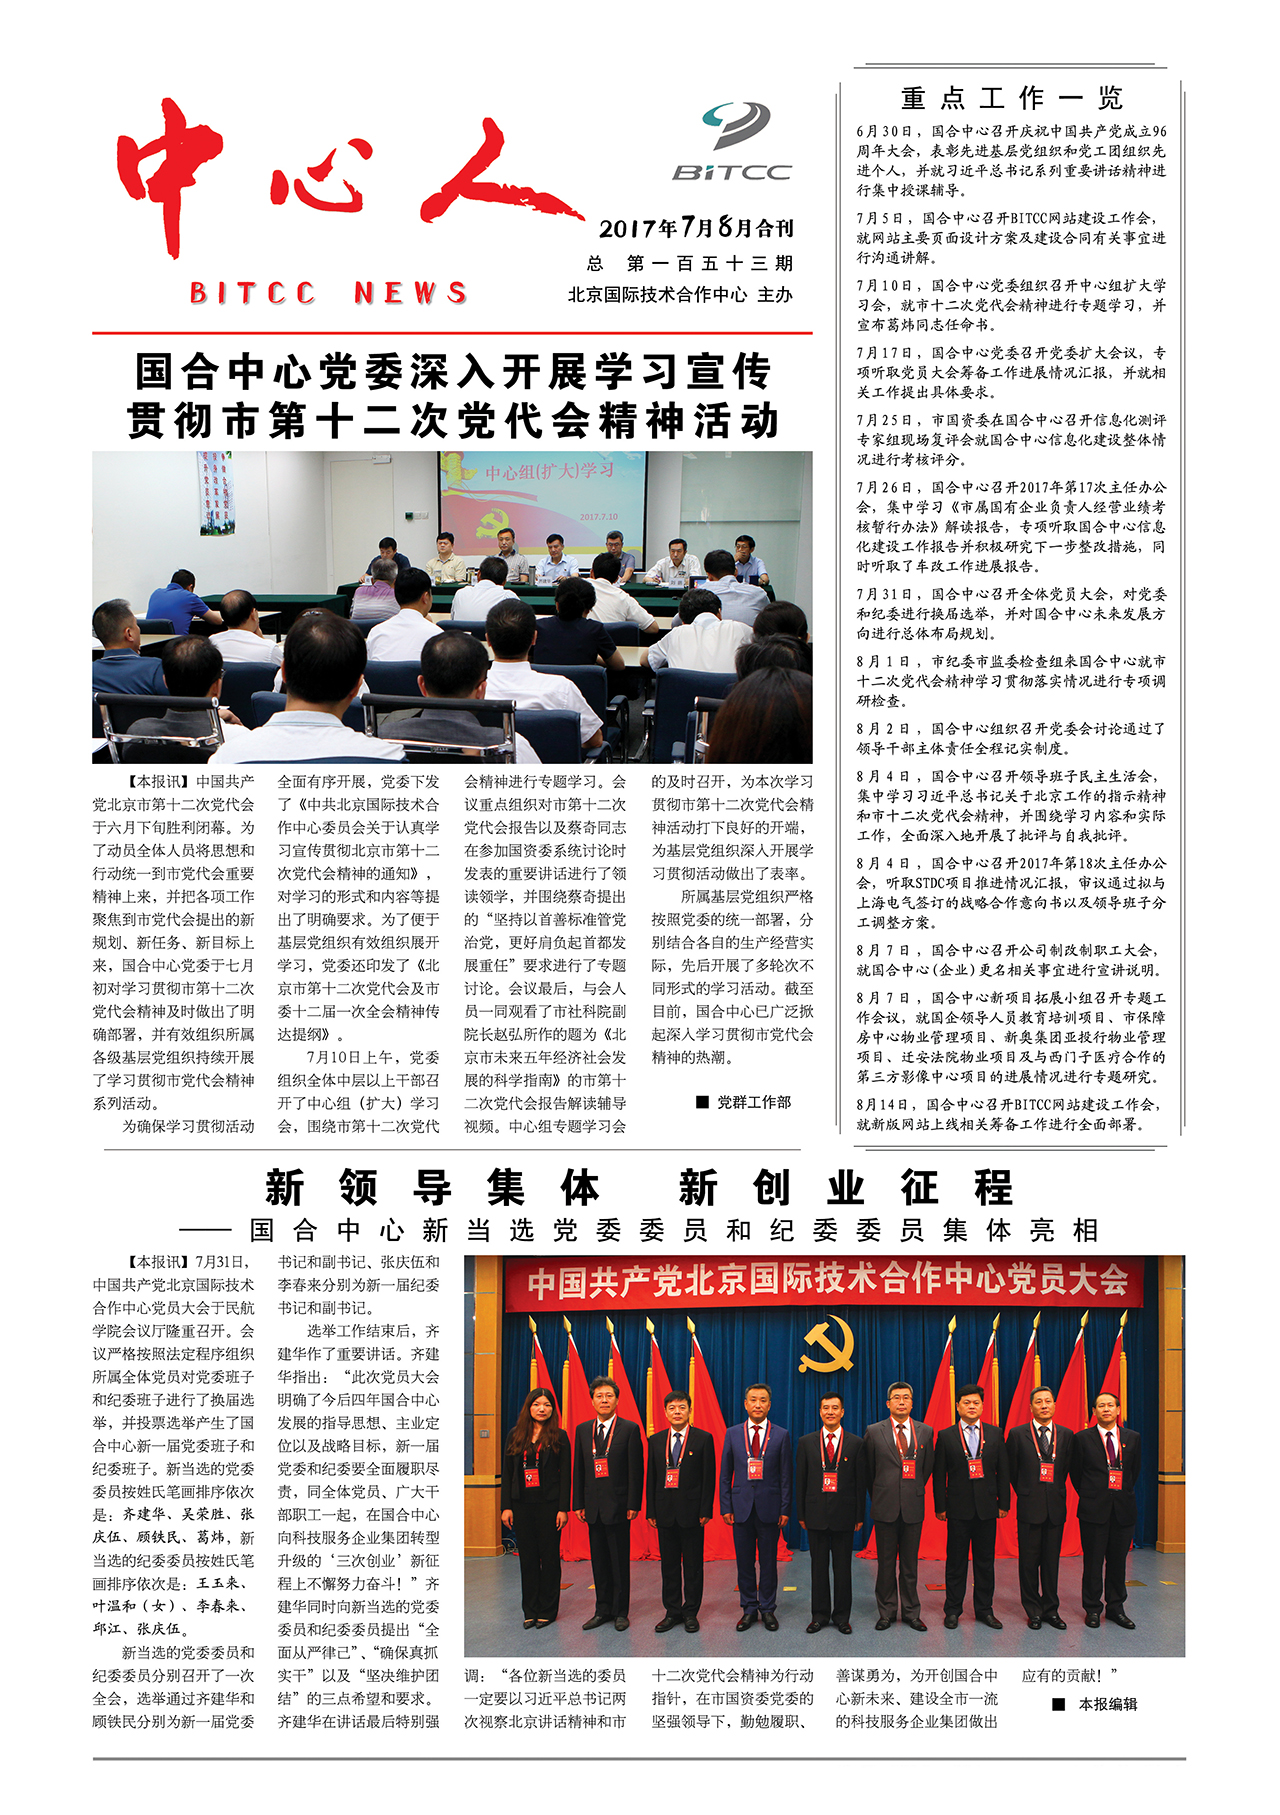 中心人
BITCC NEWS
BiTCC
2017年7月8月合刊
总 第一百五十三期
北京国际技术合作中心 主办
国合中心党委深入开展学习宣传
贯彻市第十二次党代会精神活动
中心组(扩大)学习
2017.7.10
【本报讯】中国共产
党北京市第十二次党代会
于六月下旬胜利闭幕。为
了动员全体人员将思想和
行动统一到市党代会重要
精神上来，并把各项工作
聚焦到市党代会提出的新
规划、新任务、新目标上
来，国合中心党委于七月
初对学习贯彻市第十二次
党代会精神及时做出了明
确部署，并有效组织所属
各级基层党组织持续开展
了学习贯彻市党代会精神
系列活动。
为确保学习贯彻活动
全面有序开展，党委下发
了《中共北京国际技术合
作中心委员会关于认真学
习宣传贯彻北京市第十二
次党代会精神的通知》，
对学习的形式和内容等提
出了明确要求。为了便于
基层党组织有效组织展开
学习，党委还印发了《北
京市第十二次党代会及市
委十二届一次全会精神传
达提纲》。
7月10日上午，党委
组织全体中层以上干部召
开了中心组（扩大）学习
会，围绕市第十二次党代
会精神进行专题学习。会
议重点组织对市第十二次
党代会报告以及蔡奇同志
在参加国资委系统讨论时
发表的重要讲话进行了领
读领学，并围绕蔡奇提出
的“坚持以首善标准管党
治党，更好肩负起首都发
展重任”要求进行了专题
讨论。会议最后，与会人
员一同观看了市社科院副
院长赵弘所作的题为《北
京市未来五年经济社会发
展的科学指南》的市第十
二次党代会报告解读辅导
视频。中心组专题学习会
的及时召开，为本次学习
贯彻市第十二次党代会精
神活动打下良好的开端，
为基层党组织深入开展学
习贯彻活动做出了表率。
所属基层党组织严格
按照党委的统一部署，分
别结合各自的生产经营实
际，先后开展了多轮次不
同形式的学习活动。截至
目前，国合中心已广泛掀
起深入学习贯彻市党代会
精神的热潮。
■ 党群工作部
重点工作一览
6月30日，国合中心召开庆祝中国共产党成立96
周年大会，表彰先进基层党组织和党工团组织先
进个人，并就习近平总书记系列重要讲话精神进
行集中授课辅导。
7月5日，国合中心召开BITCC网站建设工作会，
就网站主要页面设计方案及建设合同有关事宜进
行沟通讲解。
7月10日，国合中心党委组织召开中心组扩大学
习会，就市十二次党代会精神进行专题学习，并
宣布葛炜同志任命书。
7月17日，国合中心党委召开党委扩大会议，专
项听取党员大会筹备工作进展情况汇报，并就相
关工作提出具体要求。
7月25日，市国资委在国合中心召开信息化测评
专家组现场复评会就国合中心信息化建设整体情
况进行考核评分。
7月26日，国合中心召开2017年第17次主任办公
会，集中学习《市属国有企业负责人经营业绩考
核暂行办法》解读报告，专项听取国合中心信息
化建设工作报告并积极研究下一步整改措施，同
时听取了车改工作进展报告。
7月31日，国合中心召开全体党员大会，对党委
和纪委进行换届选举，并对国合中心未来发展方
向进行总体布局规划。
8月1日，市纪委市监委检查组来国合中心就市
十二次党代会精神学习贯彻落实情况进行专项调
研检查。
8月2日，国合中心组织召开党委会讨论通过了
领导干部主体责任全程记实制度。
8月4日，国合中心召开领导班子民主生活会，
集中学习习近平总书记关于北京工作的指示精神
和市十二次党代会精神，并围绕学习内容和实际
工作，全面深入地开展了批评与自我批评。
8月4日，国合中心召开2017年第18次主任办公
会，听取STDC项目推进情况汇报，审议通过拟与
上海电气签订的战略合作意向书以及领导班子分
工调整方案。
8月7日，国合中心召开公司制改制职工大会，
就国合中心(企业)更名相关事宜进行宣讲说明。
8月7日，国合中心新项目拓展小组召开专题工
作会议，就国企领导人员教育培训项目、市保障
房中心物业管理项目、新奥集团亚投行物业管理
项目、迁安法院物业项目及与西门子医疗合作的
第三方影像中心项目的进展情况进行专题研究。
8月14日，国合中心召开BITCC网站建设工作会，
就新版网站上线相关筹备工作进行全面部署。
新领导集体 新创业征程
——国合中心新当选党委委员和纪委委员集体亮相
【本报讯】7月31日，
中国共产党北京国际技术
合作中心党员大会于民航
学院会议厅隆重召开。会
议严格按照法定程序组织
所属全体党员对党委班子
和纪委班子进行了换届选
举，并投票选举产生了国
合中心新一届党委班子和
纪委班子。新当选的党委
委员按姓氏笔画排序依次
是：齐建华、吴荣胜、张
庆伍、顾铁民、葛炜，新
当选的纪委委员按姓氏笔
画排序依次是：王玉来、
叶温和（女）、李春来、
邱江、张庆伍。
新当选的党委委员和
纪委委员分别召开了一次
全会，选举通过齐建华和
顾铁民分别为新一届党委
书记和副书记、张庆伍和
李春来分别为新一届纪委
书记和副书记。
选举工作结束后，齐
建华作了重要讲话。齐建
华指出：“此次党员大会
明确了今后四年国合中心
发展的指导思想、主业定
位以及战略目标，新一届
党委和纪委要全面履职尽
责，同全体党员、广大干
部职工一起，在国合中心
向科技服务企业集团转型
升级的‘三次创业’新征
程上不懈努力奋斗！”齐
建华同时向新当选的党委
委员和纪委委员提出“全
面从严律己”、“确保真抓
实干”以及“坚决维护团
结”的三点希望和要求。
齐建华在讲话最后特别强
中国共产党北京国际技术合作中心党员大会
调：“各位新当选的委员
一定要以习近平总书记两
次视察北京讲话精神和市
十二次党代会精神为行动
指针，在市国资委党委的
坚强领导下，勤勉履职、
善谋勇为，为开创国合中
心新未来、建设全市一流
的科技服务企业集团做出
应有的贡献！”
■ 本报编辑